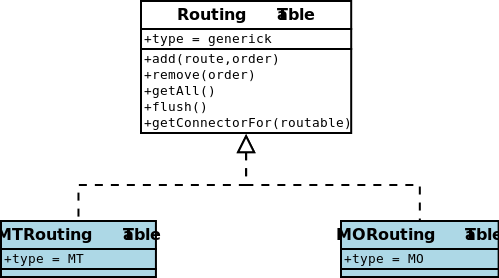 Routing Table
+type = generick
+add(route,order)
+remove(order)
+getAll()
+flush()
+getConnectorFor(routable)
MTRouting Table
+type = MT
MORouting Table
+type = MO